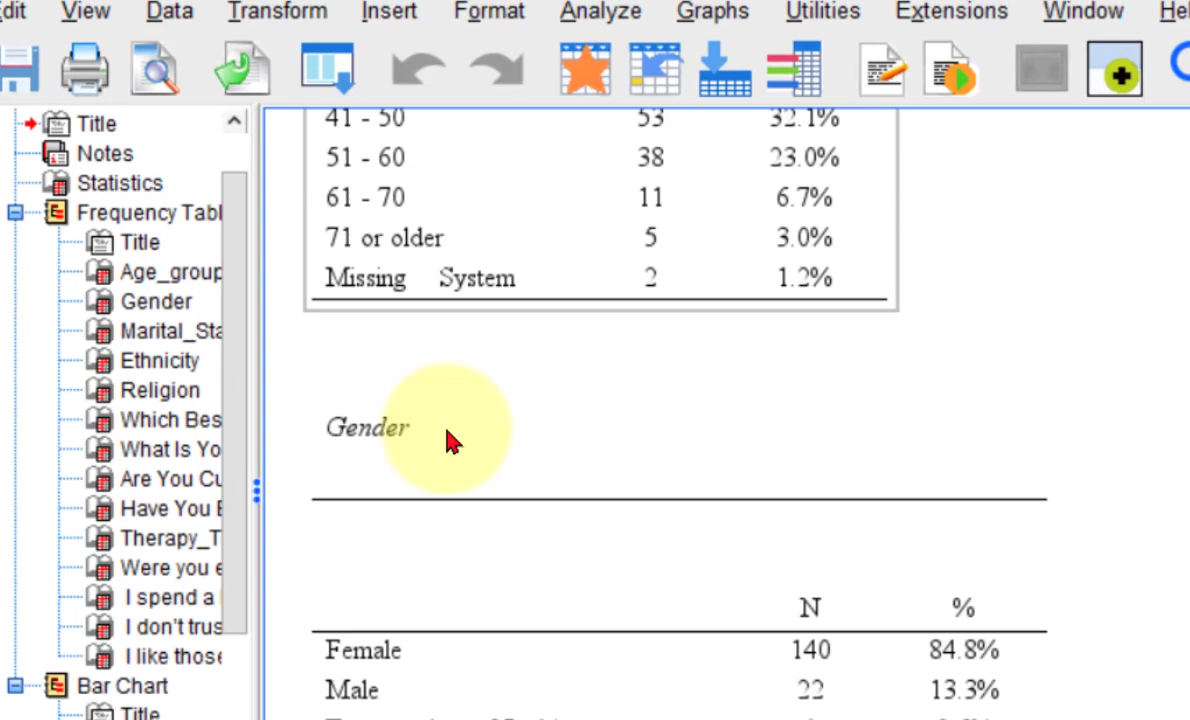 View Data Transform Insert Format Analyze Graphs Utilities Extensions Window
Title
Notes
Statistics
Frequency Tabl
Title
Age_group
Gender
Marital_Sta
Ethnicity
Religion
Which Bes
What Is Yo
Are You Cu
Have You
Therapy_T
Were you e
I spend a
I don't trus
I like those
Bar Chart
Title
41 - 50 53 32.1%
51 - 60 38 23.0%
61 - 70 11 6.7%
71 or older 5 3.0%
Missing System 2 1.2%
Gender
N %
Female 140 84.8%
Male 22 13.3%